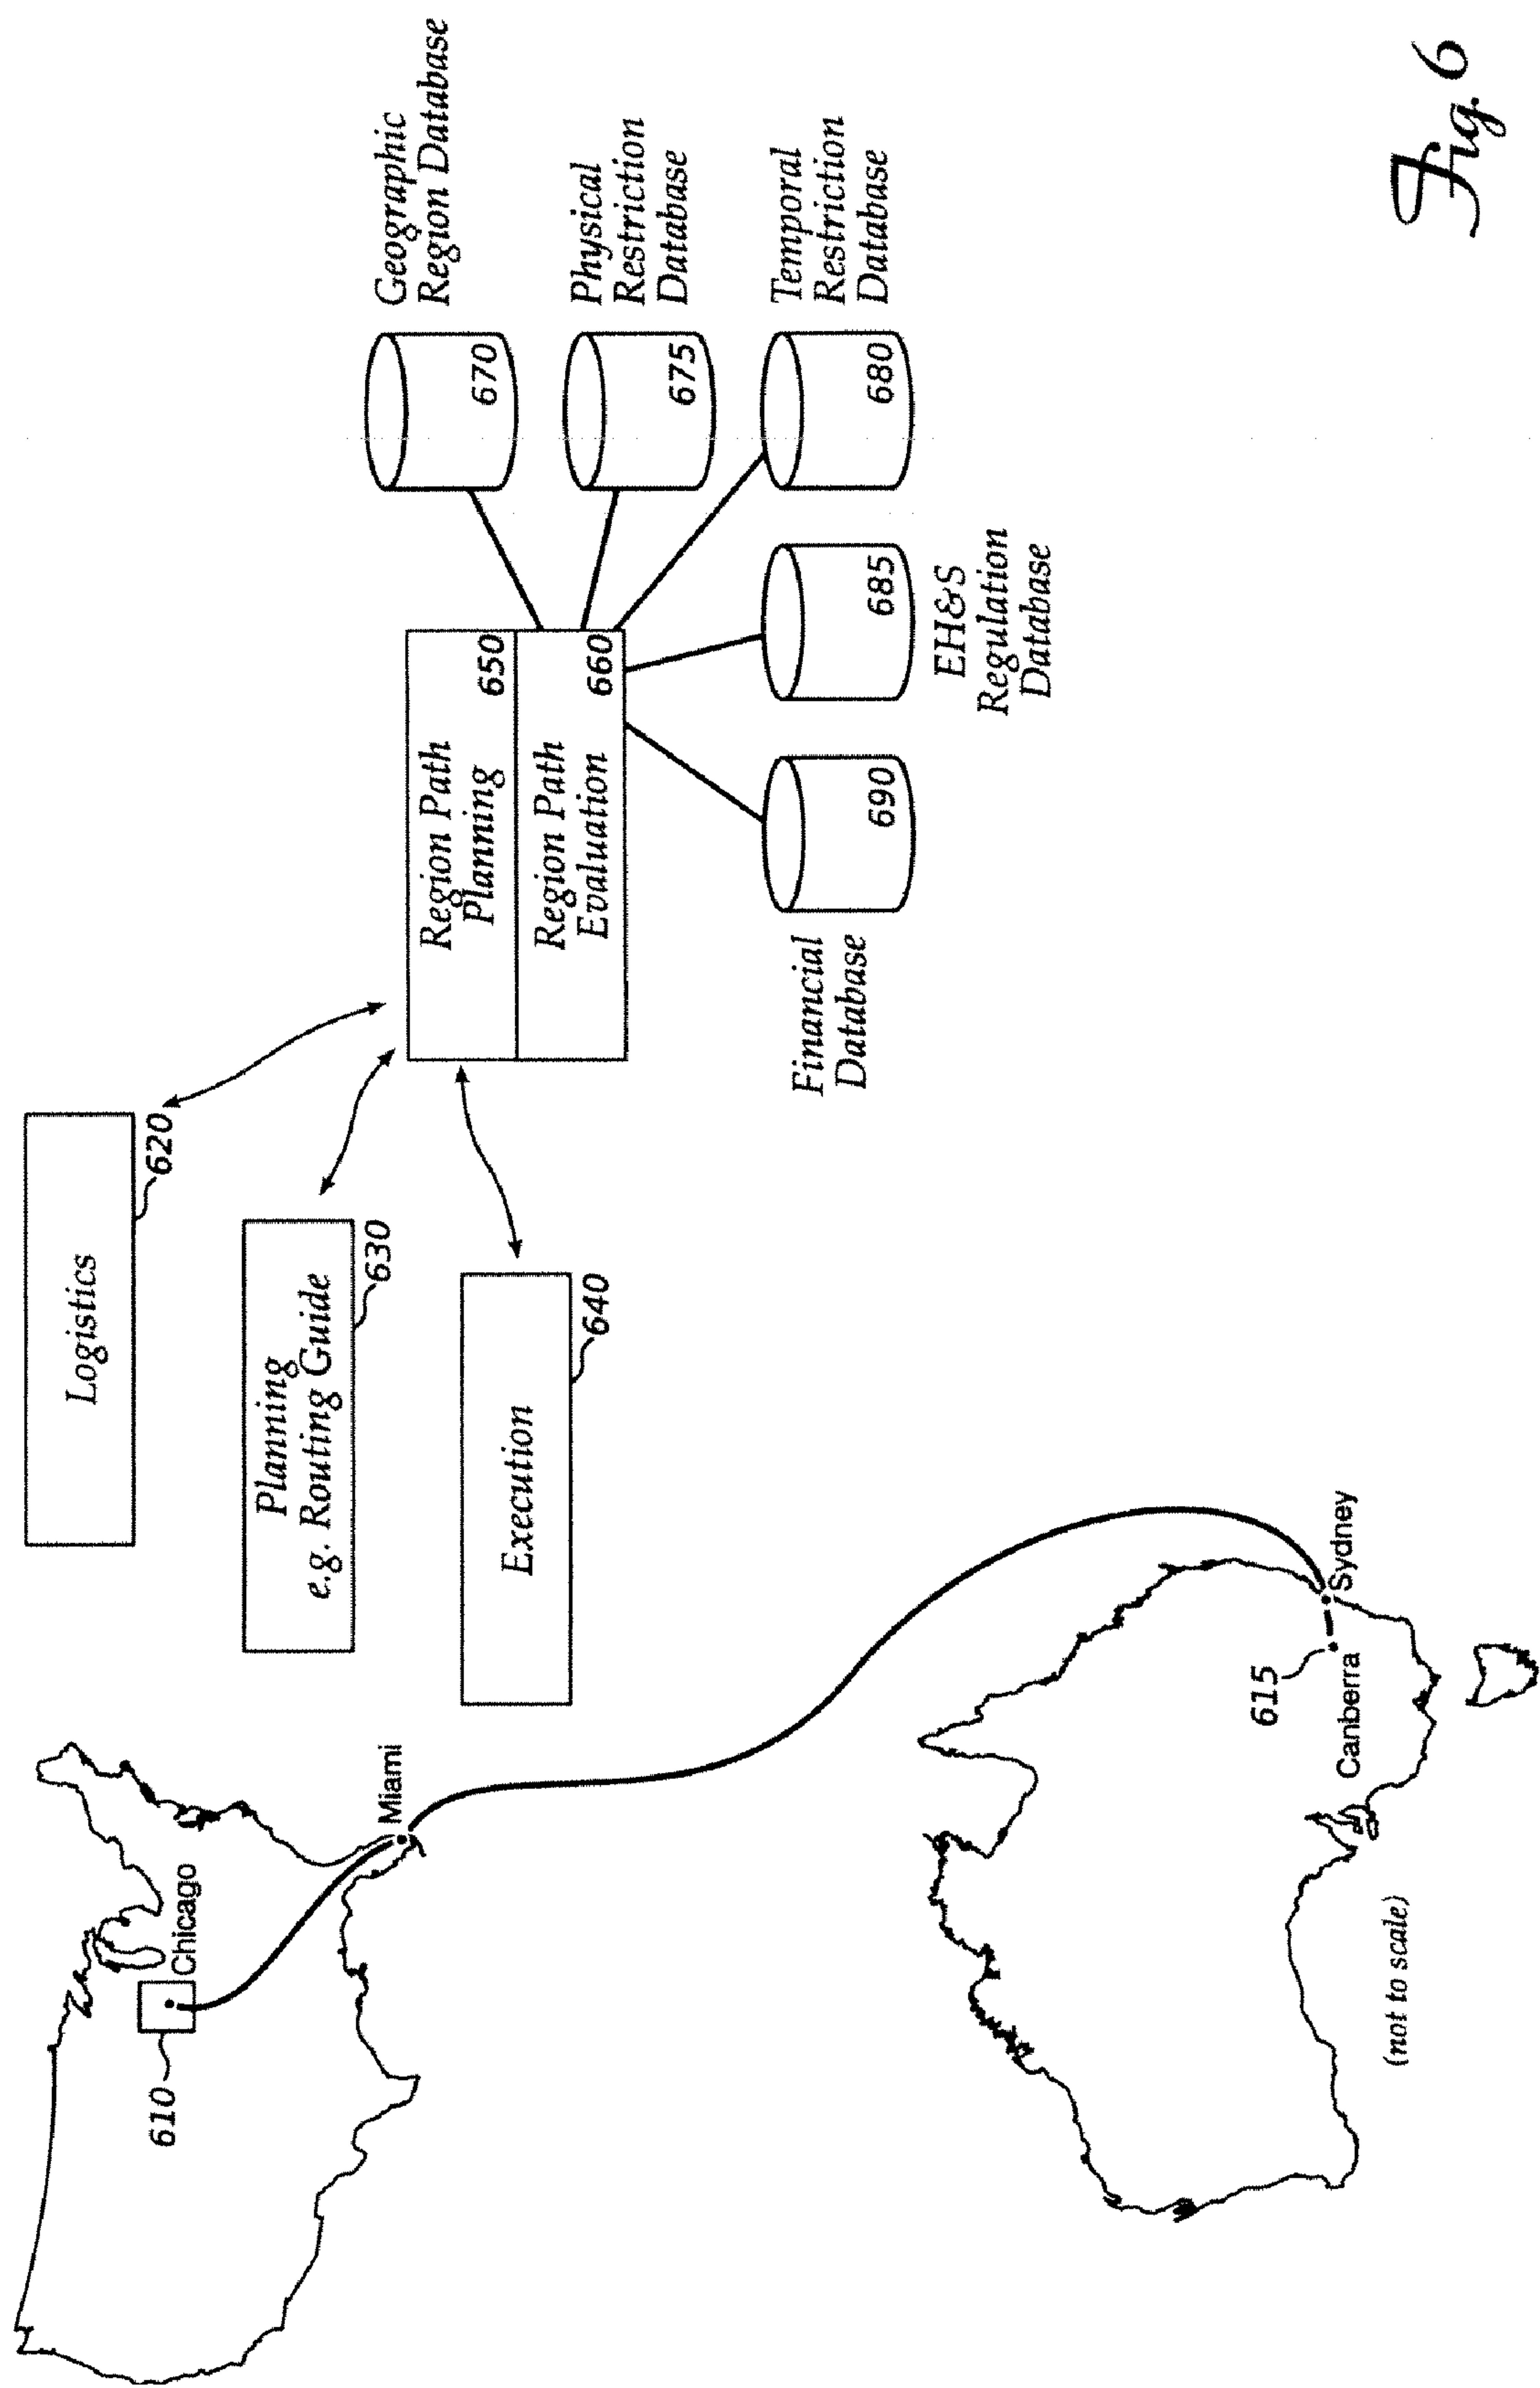 Logistics
620
Planning
e.g. Routing Guide
630
Execution
640
Region Path
Planning
650
Region Path
Evaluation
660
Geographic
Region Database
670
Physical
Restriction
Database
675
Temporal
Restriction
Database
680
685
EH&S
Regulation
Database
690
Financial
Database
610
Chicago
Miami
615
Canberra
Sydney
(not to scale)
Fig. 6